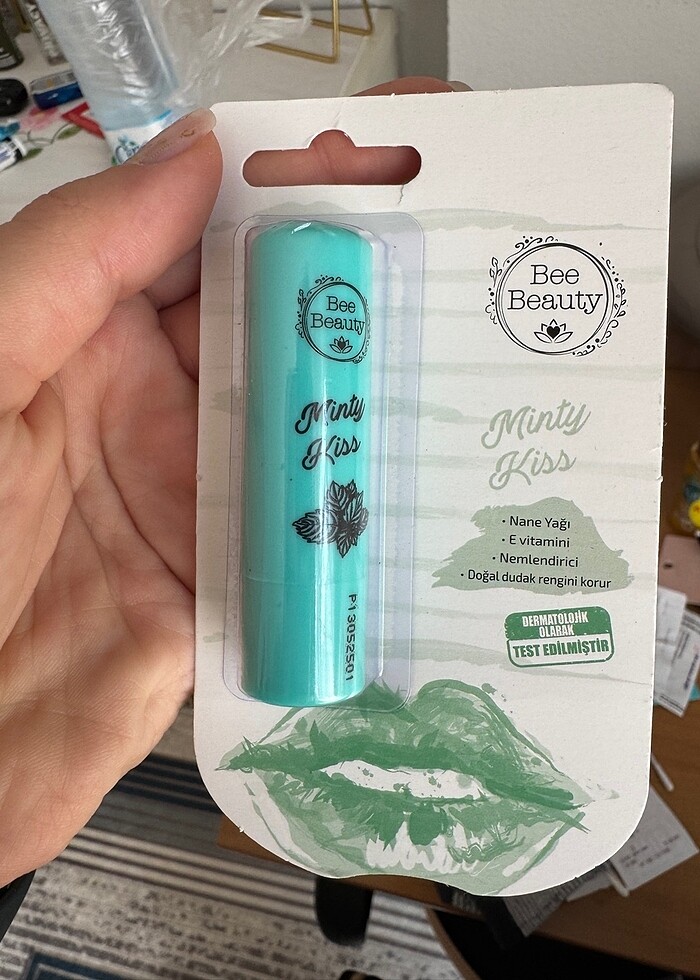 Bee
Beauty
Minty
Kiss
P13052501
Bee
Beauty
Minty
Kiss
• Nane Yağı
• E vitamini
• Nemlendirici
• Doğal dudak rengini korur
DERMATOLOJİK
OLARAK
TEST EDİLMİŞTİR